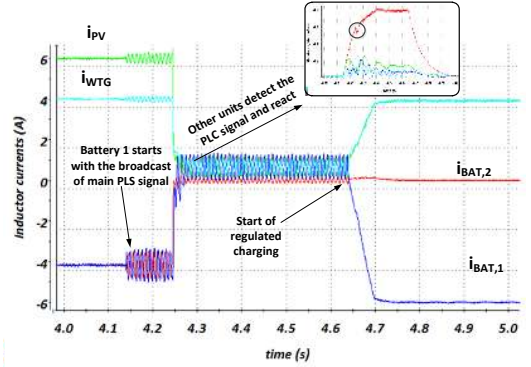 Inductor currents (A)
6
4
2
0
-2
-4
-6
iPV
iWTG
Battery 1 starts
with the broadcast
of main PLS signal
Other units detect the
PLC signal and react
Start of
regulated
charging
iBAT,2
iBAT,1
4.0 4.1 4.2 4.3 4.4 4.5 4.6 4.7 4.8 4.9 5.0
time (s)